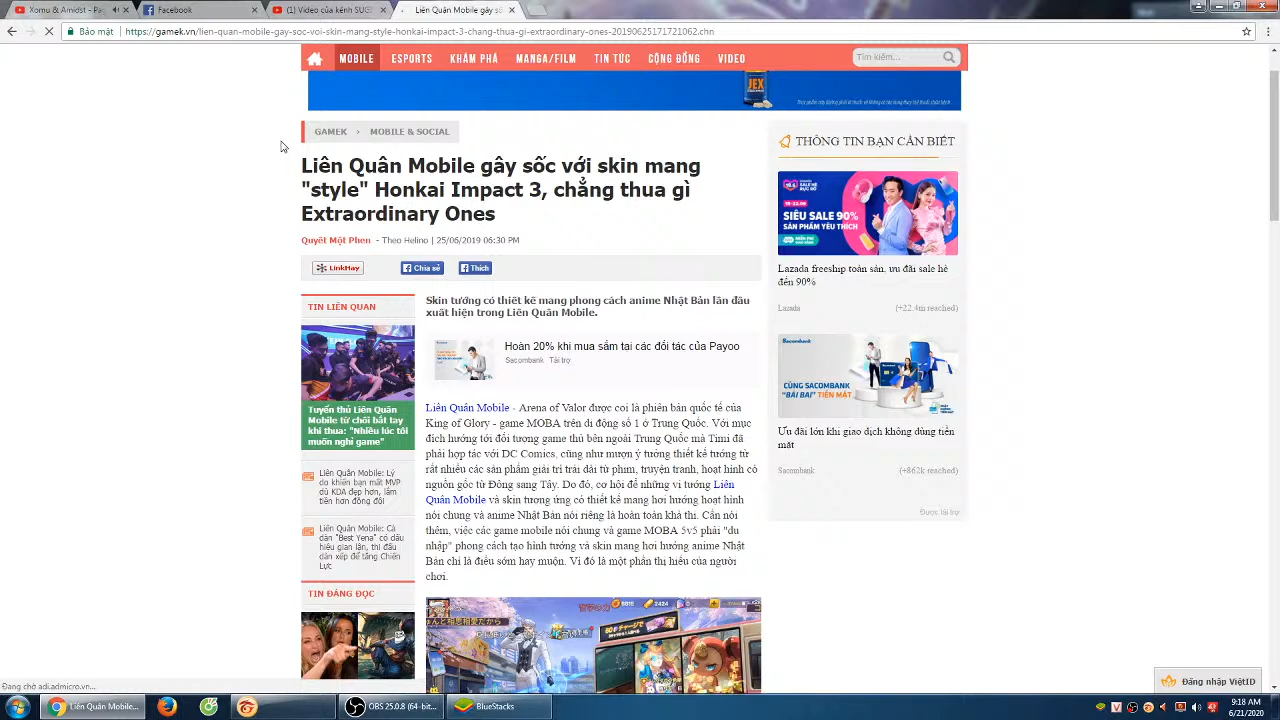 Xomu & Amidst - Pa
Facebook
(1) Video của kênh SUG
Liên Quân Mobile gây số
Bảo mật
https://gamek.vn/lien-quan-mobile-gay-soc-voi-skin-mang-style-honkai-impact-3-chang-thua-gi-extraordinary-ones-20190625171721062.chn
MOBILE
ESPORTS
KHÁM PHÁ
MANGA/FILM
TIN TỨC
CỘNG ĐỒNG
VIDEO
Tìm kiếm...
JEX
GAMEK › MOBILE & SOCIAL
Liên Quân Mobile gây sốc với skin mang
"style" Honkai Impact 3, chẳng thua gì
Extraordinary Ones
Quyết Một Phen - Theo Helino | 25/06/2019 06:30 PM
LinkHay
Chia sẻ
Thích
TIN LIÊN QUAN
Tuyển thủ Liên Quân
Mobile từ chối bắt tay
khi thua: "Nhiều lúc tôi
muốn nghỉ game"
Liên Quân Mobile: Lý
do khiến bạn mất MVP
dù KDA đẹp hơn, lắm
tiền hơn đồng đội
Liên Quân Mobile: Cả
dàn "Best Yena" có dấu
hiệu gian lận, thi đấu
dàn xếp để tăng Chiến
Lực
TIN ĐÁNG ĐỌC
Skin tướng có thiết kế mang phong cách anime Nhật Bản lần đầu
xuất hiện trong Liên Quân Mobile.
Hoàn 20% khi mua sắm tại các đối tác của Payoo
Sacombank Tài trợ
Liên Quân Mobile - Arena of Valor được coi là phiên bản quốc tế của
King of Glory - game MOBA trên di động số 1 ở Trung Quốc. Với mục
đích hướng tới đối tượng game thủ bên ngoài Trung Quốc mà Timi đã
phải hợp tác với DC Comics, cũng như mượn ý tưởng thiết kế tướng từ
rất nhiều các sản phẩm giải trí trải dài từ phim, truyện tranh, hoạt hình có
nguồn gốc từ Đông sang Tây. Do đó, cơ hội để những vị tướng Liên
Quân Mobile và skin tương ứng có thiết kế mang hơi hướng hoạt hình
nói chung và anime Nhật Bản nói riêng là hoàn toàn khả thi. Cần nói
thêm, việc các game mobile nói chung và game MOBA 5v5 phải "du
nhập" phong cách tạo hình tướng và skin mang hơi hướng anime Nhật
Bản chỉ là điều sớm hay muộn. Vì đó là một phần thị hiếu của người
chơi.
8818
2424
THÔNG TIN BẠN CẦN BIẾT
SIÊU SALE 90%
SẢN PHẨM YÊU THÍCH
Lazada freeship toàn sàn, ưu đãi sale hè
đến 90%
Lazada (+22.4m reached)
Sacombank
CÙNG SACOMBANK
"BÁI BAI" TIỀN MẶT
Ưu đãi lớn khi giao dịch không dùng tiền
mặt
Sacombank (+862k reached)
Được tài trợ
Đăng nhập VietID
Đang chờ adi.admicro.vn...
Liên Quân Mobile...
OBS 25.0.8 (64-bit...
BlueStacks
9:18 AM
6/21/2020